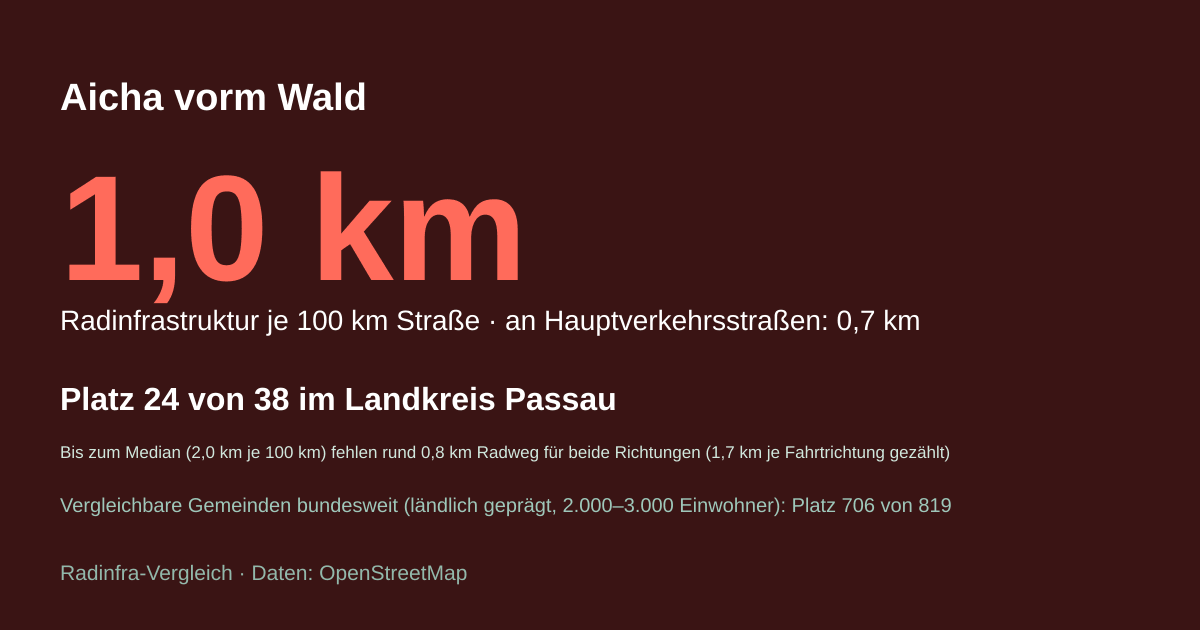 Aicha vorm Wald
1,0 km
Radinfrastruktur je 100 km Straße · an Hauptverkehrsstraßen: 0,7 km
Platz 24 von 38 im Landkreis Passau
Bis zum Median (2,0 km je 100 km) fehlen rund 0,8 km Radweg für beide Richtungen (1,7 km je Fahrtrichtung gezählt)
Vergleichbare Gemeinden bundesweit (ländlich geprägt, 2.000–3.000 Einwohner): Platz 706 von 819
Radinfra-Vergleich · Daten: OpenStreetMap